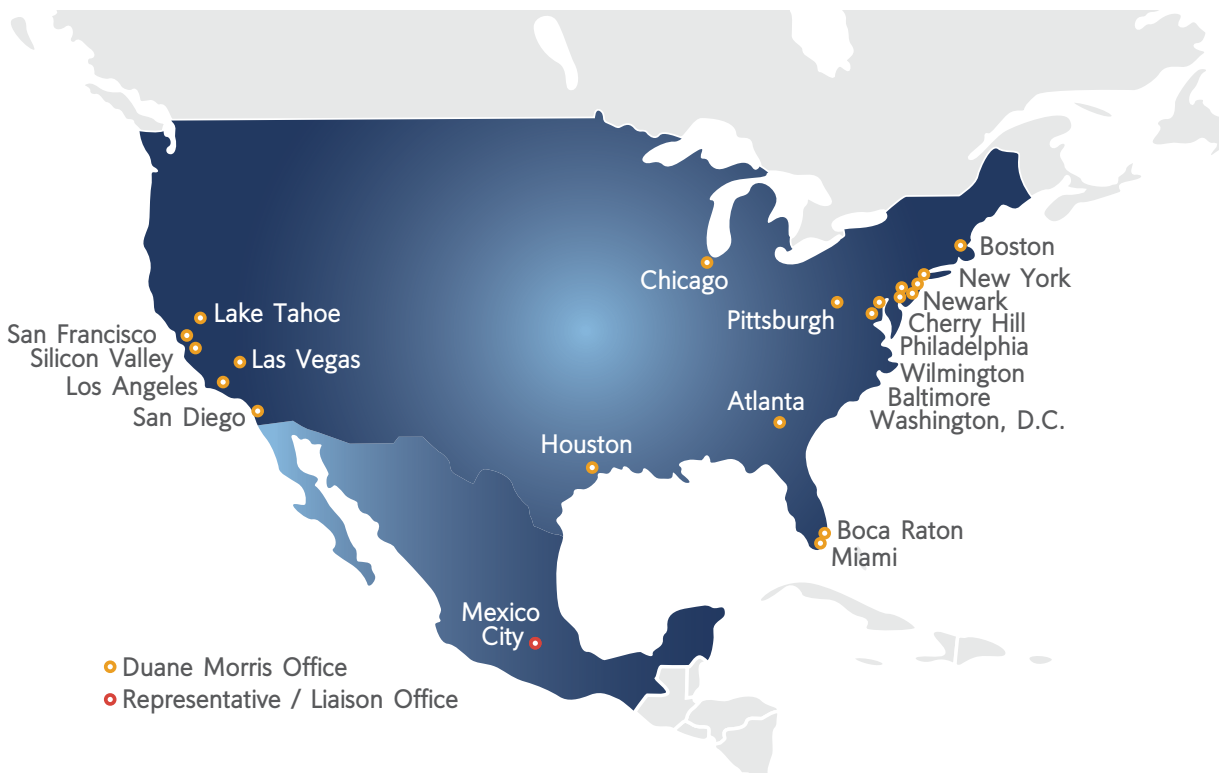 Boston
New York
Newark
Cherry Hill
Philadelphia
Wilmington
Baltimore
Washington, D.C.
Chicago
Pittsburgh
Lake Tahoe
San Francisco
Silicon Valley
Las Vegas
Los Angeles
San Diego
Atlanta
Houston
Boca Raton
Miami
Mexico
City
Duane Morris Office
Representative / Liaison Office